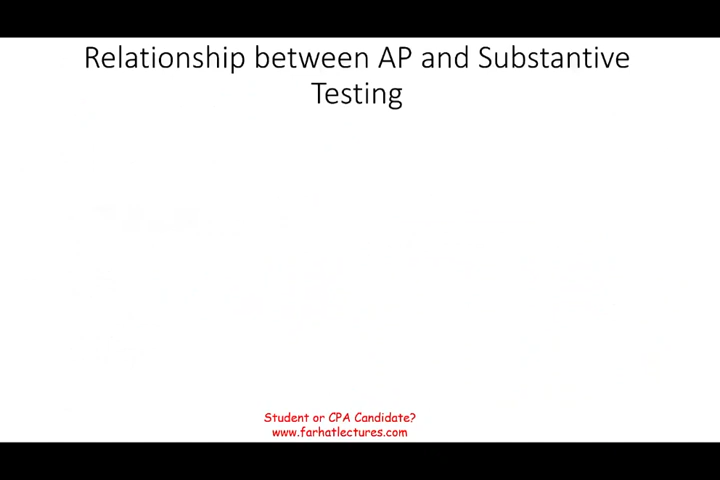 Relationship between AP and Substantive
Testing
Student or CPA Candidate?
www.farhatlectures.com